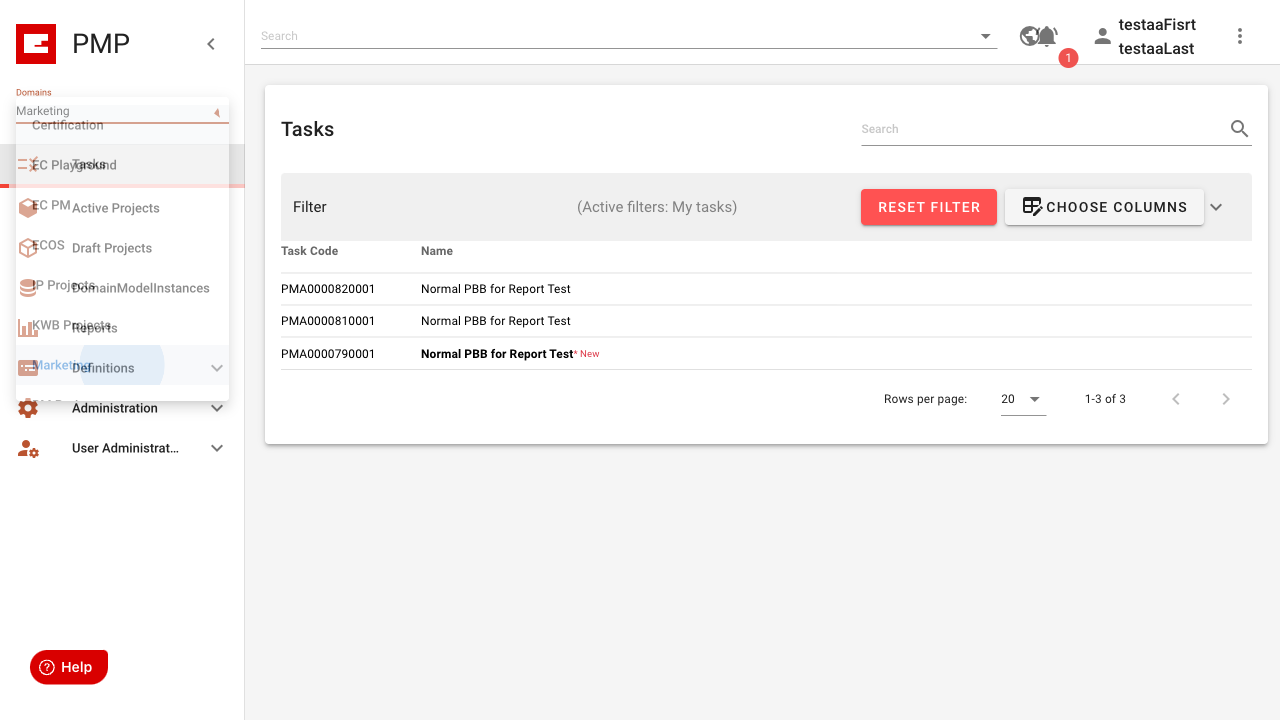 PMP
Domains
Marketing
Certification
EC Playground
Tasks
EC PM
Active Projects
ECOS
Draft Projects
IP Projects
DomainModelInstances
KWB Projects
Reports
Marketing
Definitions
Administration
User Administrat...
Help
Search
1
testaaFisrt
testaaLast
Tasks
Search
Filter
(Active filters: My tasks)
RESET FILTER
CHOOSE COLUMNS
Task Code Name
PMA0000820001 Normal PBB for Report Test
PMA0000810001 Normal PBB for Report Test
PMA0000790001 Normal PBB for Report Test* New
Rows per page: 20 1-3 of 3